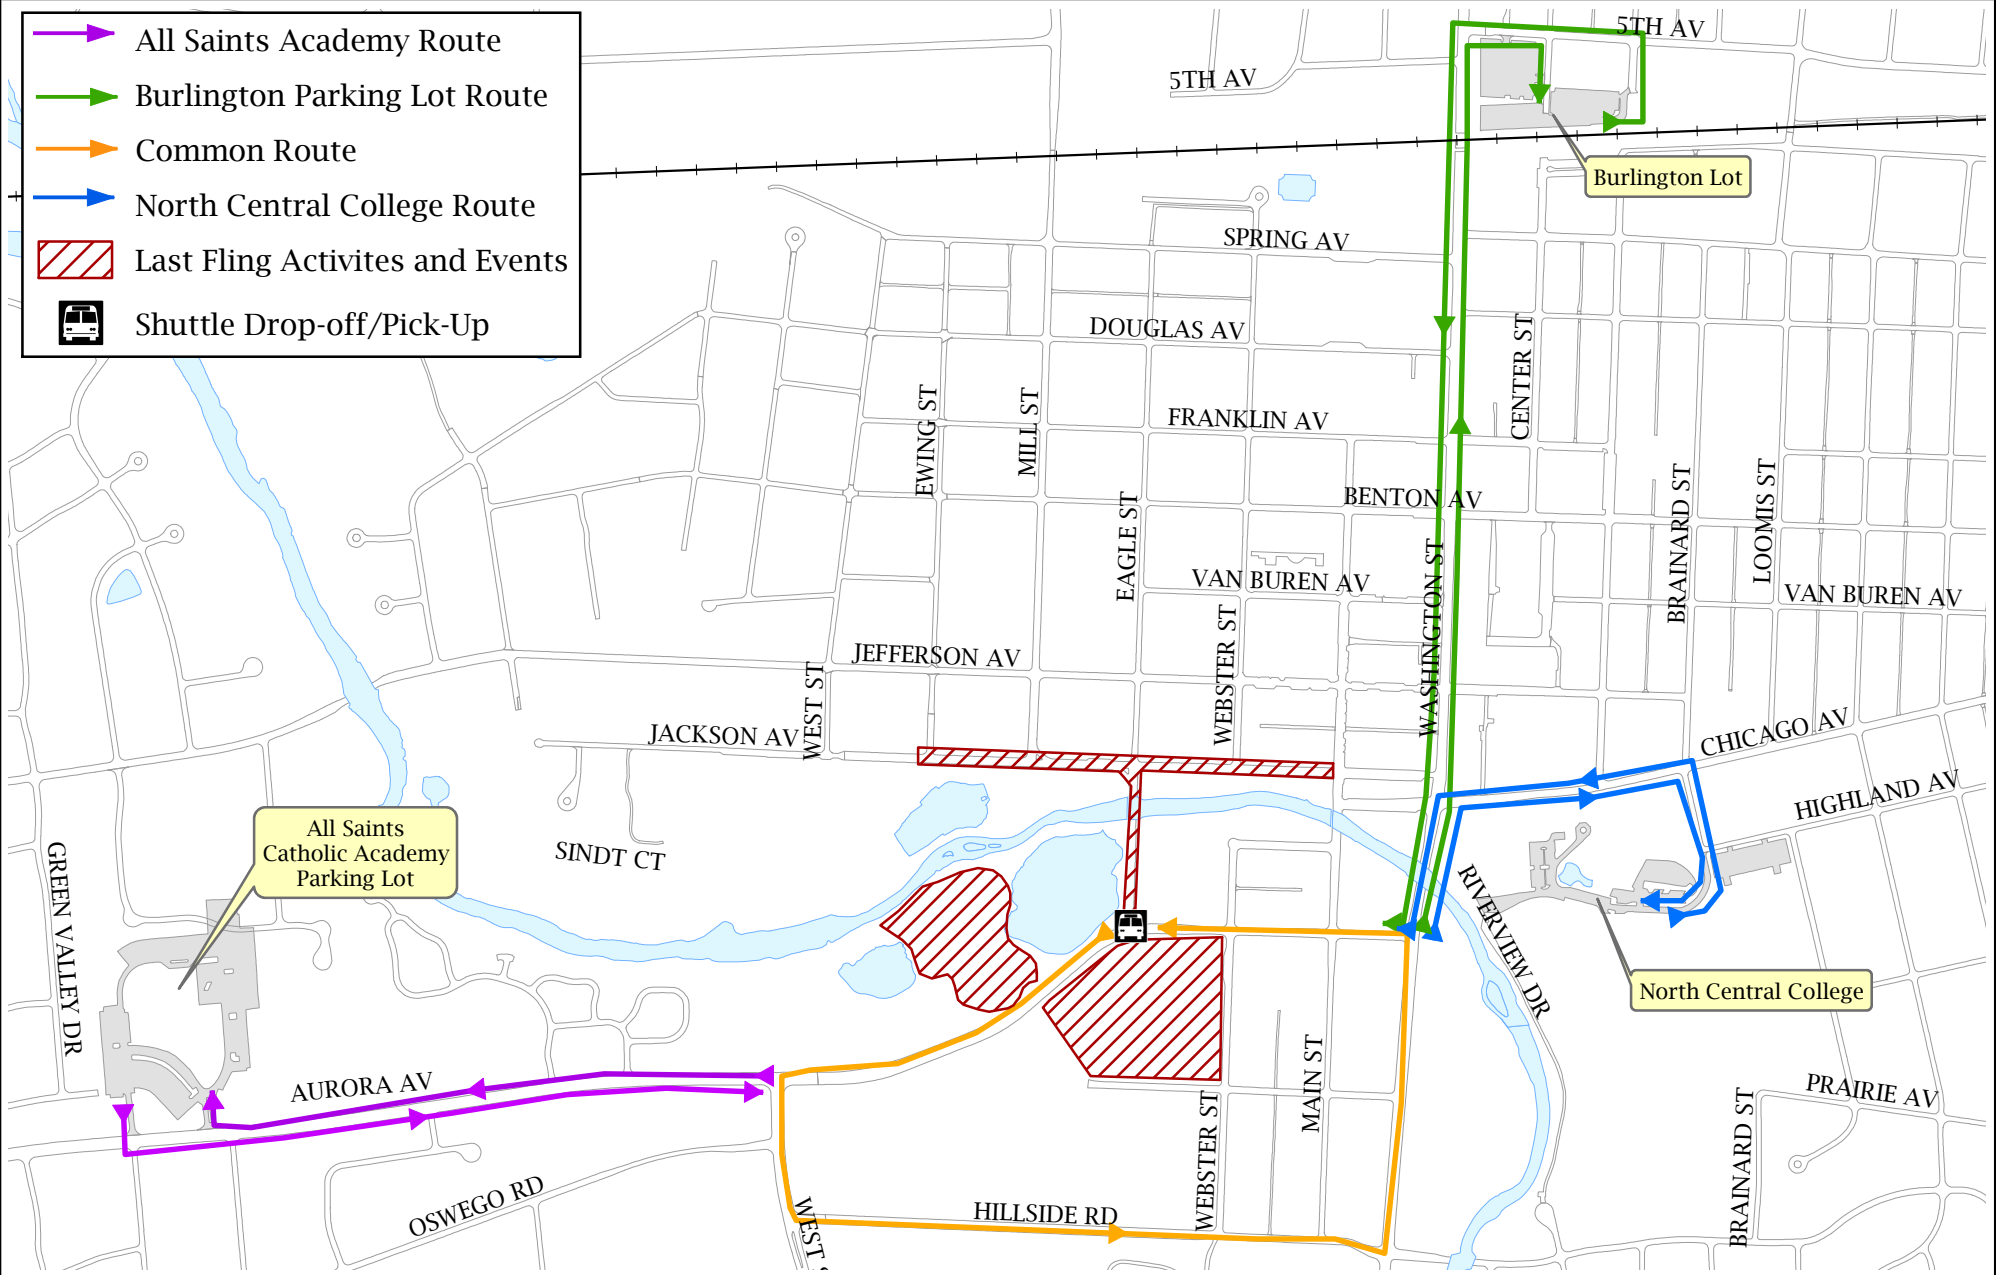 All Saints Academy Route
Burlington Parking Lot Route
Common Route
North Central College Route
Last Fling Activites and Events
Shuttle Drop-off/Pick-Up
5TH AV
5TH AV
Burlington Lot
SPRING AV
DOUGLAS AV
CENTER ST
EWING ST
MILL ST
FRANKLIN AV
BENTON AV
EAGLE ST
BRAINARD ST
LOOMIS ST
VAN BUREN AV
WASHINGTON ST
VAN BUREN AV
WEBSTER ST
JEFFERSON AV
WEST ST
JACKSON AV
CHICAGO AV
HIGHLAND AV
All Saints
Catholic Academy
Parking Lot
SINDT CT
GREEN VALLEY DR
RIVERVIEW DR
North Central College
AURORA AV
MAIN ST
PRAIRIE AV
WEBSTER ST
BRAINARD ST
OSWEGO RD
HILLSIDE RD
WEST